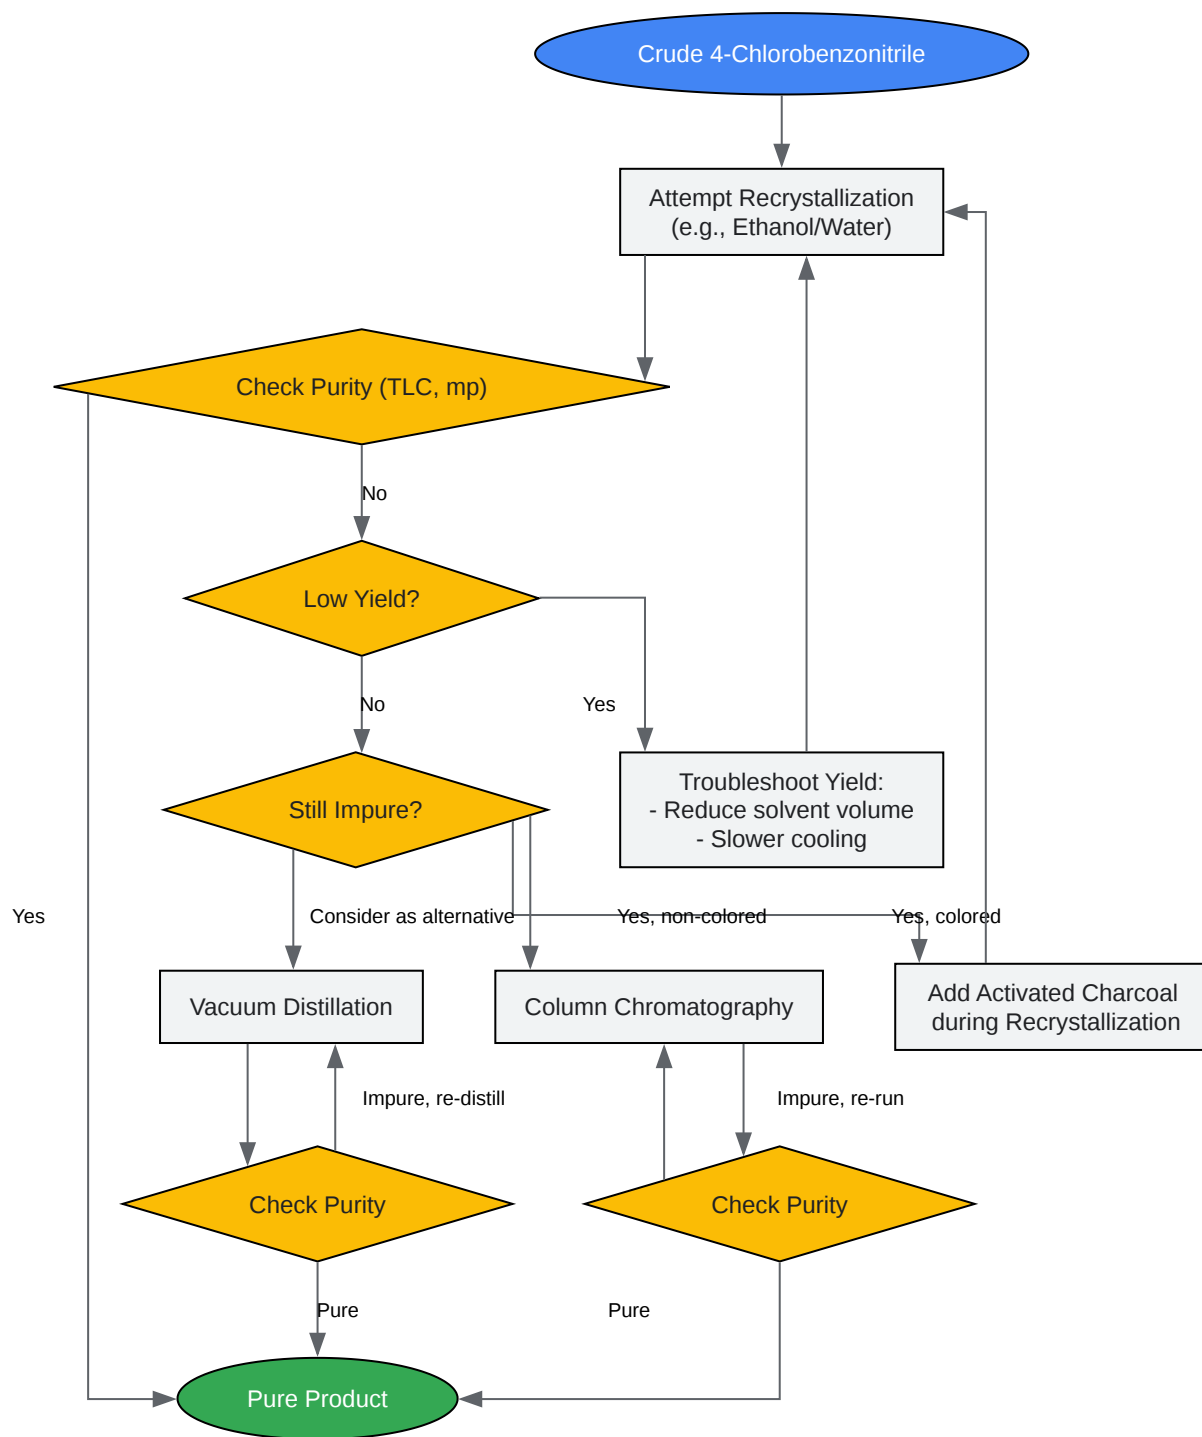 Crude 4-Chlorobenzonitrile
Attempt Recrystallization
(e.g., Ethanol/Water)
Check Purity (TLC, mp)
No
Low Yield?
No
Yes
Still Impure?
Troubleshoot Yield:
- Reduce solvent volume
- Slower cooling
Yes
Consider as alternative
Yes, non-colored
Yes, colored
Vacuum Distillation
Column Chromatography
Add Activated Charcoal
during Recrystallization
Impure, re-distill
Impure, re-run
Check Purity
Check Purity
Pure
Pure
Pure Product